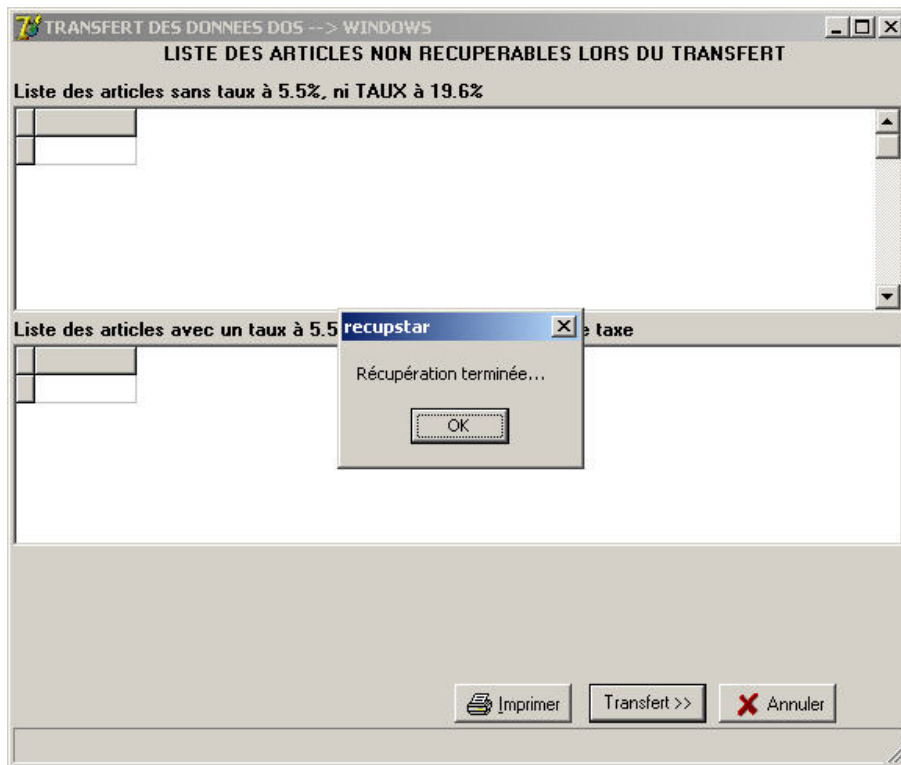 TRANSFERT DES DONNEES DOS --> WINDOWS
LISTE DES ARTICLES NON RECUPERABLES LORS DU TRANSFERT
Liste des articles sans taux à 5.5%, ni TAUX à 19.6%
Liste des articles avec un taux à 5.5
taxe
recupstar
Récupération terminée...
OK
Imprimer
Transfert >>
Annuler